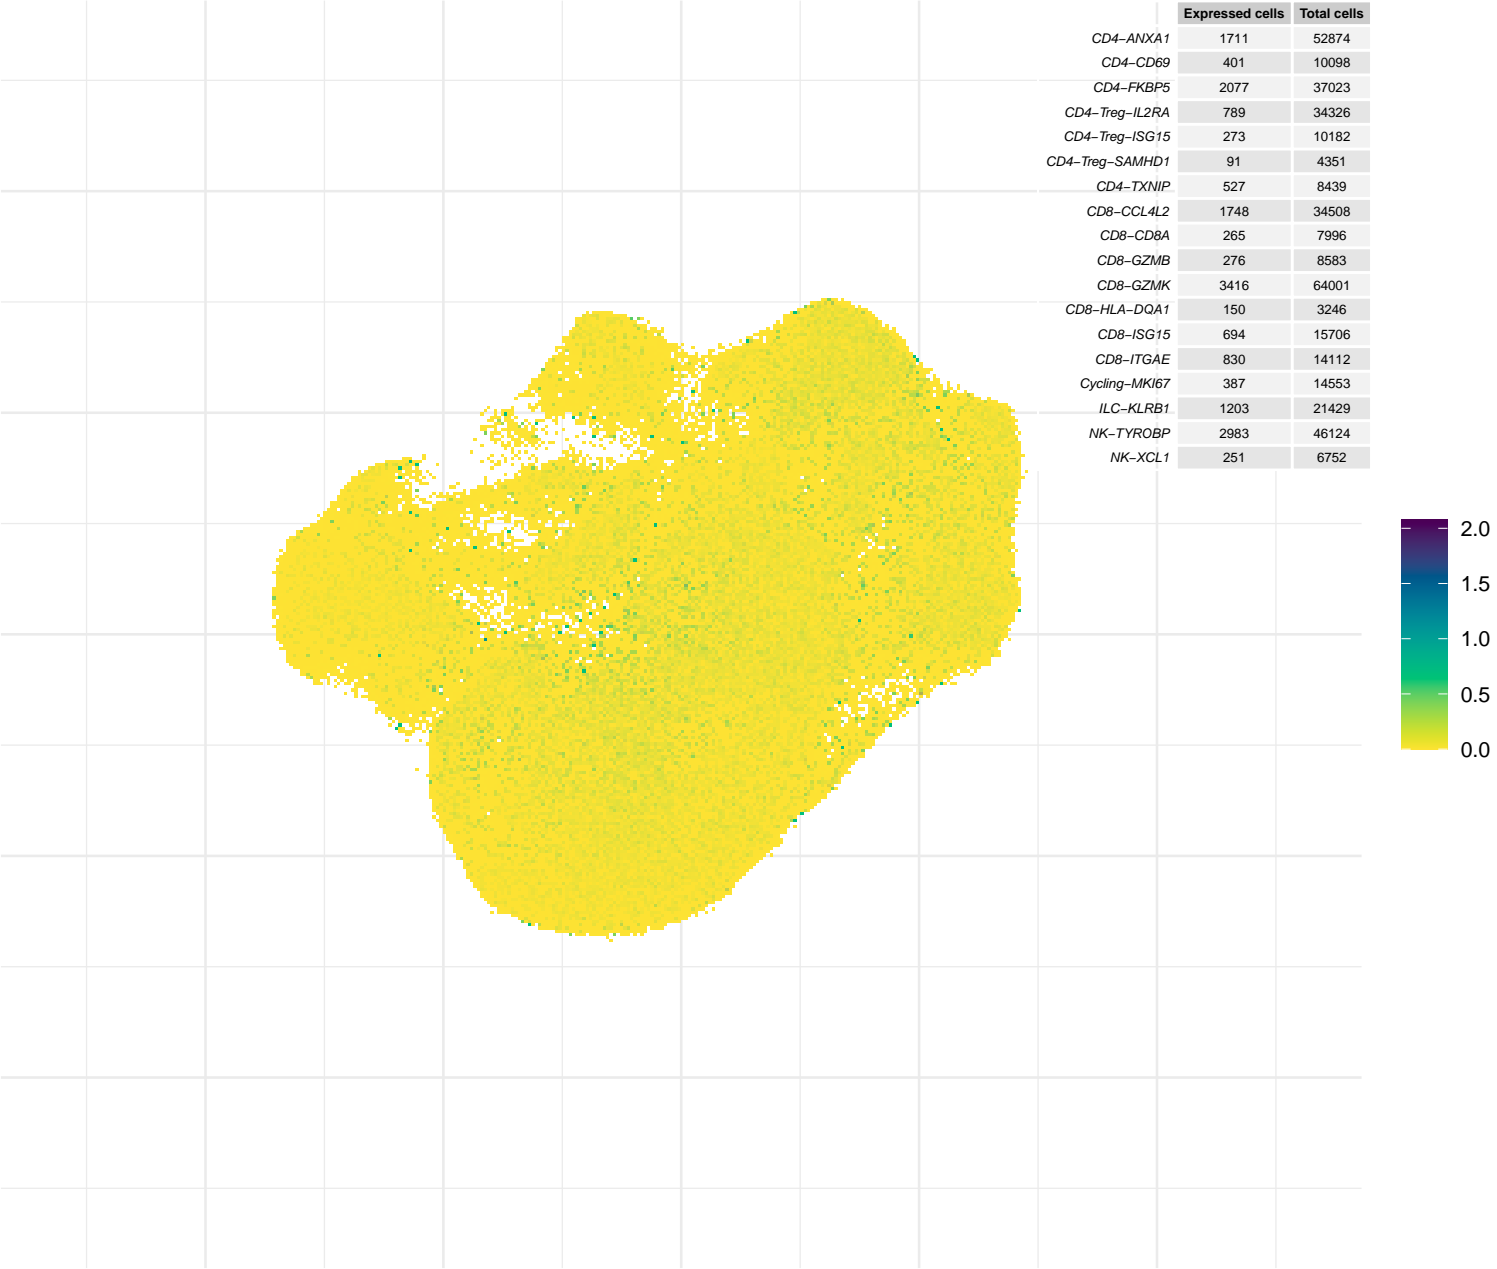 Expressed cells Total cells
CD4−ANXA1 1711 52874
CD4−CD69 401 10098
CD4−FKBP5 2077 37023
CD4−Treg−IL2RA 789 34326
CD4−Treg−ISG15 273 10182
CD4−Treg−SAMHD1 91 4351
CD4−TXNIP 527 8439
CD8−CCL4L2 1748 34508
CD8−CD8A 265 7996
CD8−GZMB 276 8583
CD8−GZMK 3416 64001
CD8−HLA−DQA1 150 3246
CD8−ISG15 694 15706
CD8−ITGAE 830 14112
Cycling−MKI67 387 14553
ILC−KLRB1 1203 21429
NK−TYROBP 2983 46124
NK−XCL1 251 6752
2.0
1.5
1.0
0.5
0.0